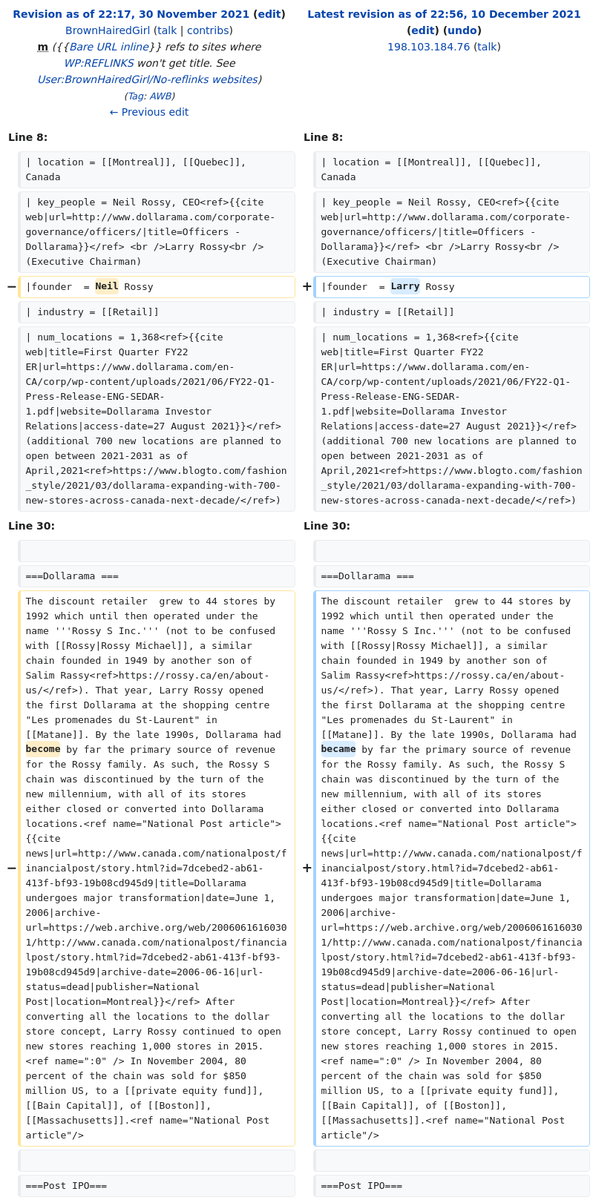 Revision as of 22:17, 30 November 2021 (edit)
BrownHairedGirl (talk | contribs)
m ({{Bare URL inline}} refs to sites where
WP:REFLINKS won't get title. See
User:BrownHairedGirl/No-reflinks websites)
(Tag: AWB)
← Previous edit
Latest revision as of 22:56, 10 December 2021
(edit) (undo)
198.103.184.76 (talk)
Line 8:
| location = [[Montreal]], [[Quebec]],
Canada
| key_people = Neil Rossy, CEO<ref>{{cite
web|url=http://www.dollarama.com/corporate-
governance/officers/|title=Officers -
Dollarama}}</ref> <br />Larry Rossy<br />
(Executive Chairman)
− |founder  = Neil Rossy
| industry = [[Retail]]
| num_locations = 1,368<ref>{{cite
web|title=First Quarter FY22
ER|url=https://www.dollarama.com/en-
CA/corp/wp-content/uploads/2021/06/FY22-Q1-
Press-Release-ENG-SEDAR-
1.pdf|website=Dollarama Investor
Relations|access-date=27 August 2021}}</ref>
(additional 700 new locations are planned to
open between 2021-2031 as of
April,2021<ref>https://www.blogto.com/fashion
_style/2021/03/dollarama-expanding-with-700-
new-stores-across-canada-next-decade/</ref>)
Line 8:
| location = [[Montreal]], [[Quebec]],
Canada
| key_people = Neil Rossy, CEO<ref>{{cite
web|url=http://www.dollarama.com/corporate-
governance/officers/|title=Officers -
Dollarama}}</ref> <br />Larry Rossy<br />
(Executive Chairman)
+ |founder  = Larry Rossy
| industry = [[Retail]]
| num_locations = 1,368<ref>{{cite
web|title=First Quarter FY22
ER|url=https://www.dollarama.com/en-
CA/corp/wp-content/uploads/2021/06/FY22-Q1-
Press-Release-ENG-SEDAR-
1.pdf|website=Dollarama Investor
Relations|access-date=27 August 2021}}</ref>
(additional 700 new locations are planned to
open between 2021-2031 as of
April,2021<ref>https://www.blogto.com/fashion
_style/2021/03/dollarama-expanding-with-700-
new-stores-across-canada-next-decade/</ref>)
Line 30:
===Dollarama ===
The discount retailer  grew to 44 stores by
1992 which until then operated under the
name '''Rossy S Inc.''' (not to be confused
with [[Rossy|Rossy Michael]], a similar
chain founded in 1949 by another son of
Salim Rassy<ref>https://rossy.ca/en/about-
us/</ref>). That year, Larry Rossy opened
the first Dollarama at the shopping centre
"Les promenades du St-Laurent" in
[[Matane]]. By the late 1990s, Dollarama had
become by far the primary source of revenue
for the Rossy family. As such, the Rossy S
chain was discontinued by the turn of the
new millennium, with all of its stores
either closed or converted into Dollarama
locations.<ref name="National Post article">
{{cite
news|url=http://www.canada.com/nationalpost/f
− inancialpost/story.html?id=7dcebed2-ab61-
413f-bf93-19b08cd945d9|title=Dollarama
undergoes major transformation|date=June 1,
2006|archive-
url=https://web.archive.org/web/2006061616030
1/http://www.canada.com/nationalpost/financia
lpost/story.html?id=7dcebed2-ab61-413f-bf93-
19b08cd945d9|archive-date=2006-06-16|url-
status=dead|publisher=National
Post|location=Montreal}}</ref> After
converting all the locations to the dollar
store concept, Larry Rossy continued to open
new stores reaching 1,000 stores in 2015.
<ref name=":0" /> In November 2004, 80
percent of the chain was sold for $850
million US, to a [[private equity fund]],
[[Bain Capital]], of [[Boston]],
[[Massachusetts]].<ref name="National Post
article"/>
===Post IPO===
Line 30:
===Dollarama ===
The discount retailer  grew to 44 stores by
1992 which until then operated under the
name '''Rossy S Inc.''' (not to be confused
with [[Rossy|Rossy Michael]], a similar
chain founded in 1949 by another son of
Salim Rassy<ref>https://rossy.ca/en/about-
us/</ref>). That year, Larry Rossy opened
the first Dollarama at the shopping centre
"Les promenades du St-Laurent" in
[[Matane]]. By the late 1990s, Dollarama had
became by far the primary source of revenue
for the Rossy family. As such, the Rossy S
chain was discontinued by the turn of the
new millennium, with all of its stores
either closed or converted into Dollarama
locations.<ref name="National Post article">
{{cite
news|url=http://www.canada.com/nationalpost/f
+ inancialpost/story.html?id=7dcebed2-ab61-
413f-bf93-19b08cd945d9|title=Dollarama
undergoes major transformation|date=June 1,
2006|archive-
url=https://web.archive.org/web/2006061616030
1/http://www.canada.com/nationalpost/financia
lpost/story.html?id=7dcebed2-ab61-413f-bf93-
19b08cd945d9|archive-date=2006-06-16|url-
status=dead|publisher=National
Post|location=Montreal}}</ref> After
converting all the locations to the dollar
store concept, Larry Rossy continued to open
new stores reaching 1,000 stores in 2015.
<ref name=":0" /> In November 2004, 80
percent of the chain was sold for $850
million US, to a [[private equity fund]],
[[Bain Capital]], of [[Boston]],
[[Massachusetts]].<ref name="National Post
article"/>
===Post IPO===